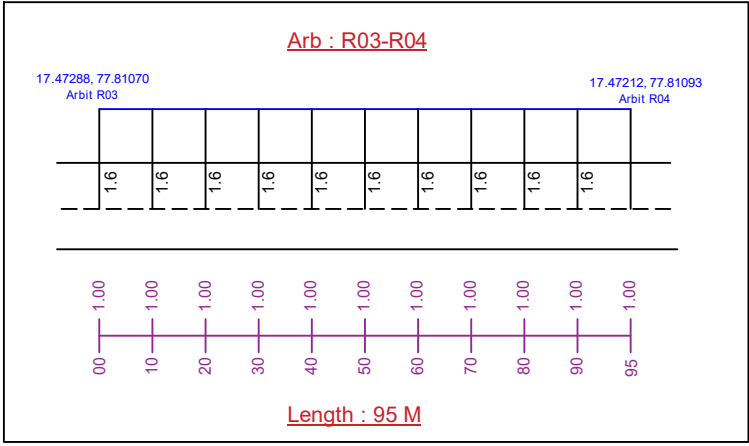 Arb : R03-R04
17.47288, 77.81070
Arbit R03
17.47212, 77.81093
Arbit R04
1.6 1.6 1.6 1.6 1.6 1.6 1.6 1.6 1.6 1.6
1.00 1.00 1.00 1.00 1.00 1.00 1.00 1.00 1.00 1.00 1.00
00 10 20 30 40 50 60 70 80 90 95
Length : 95 M